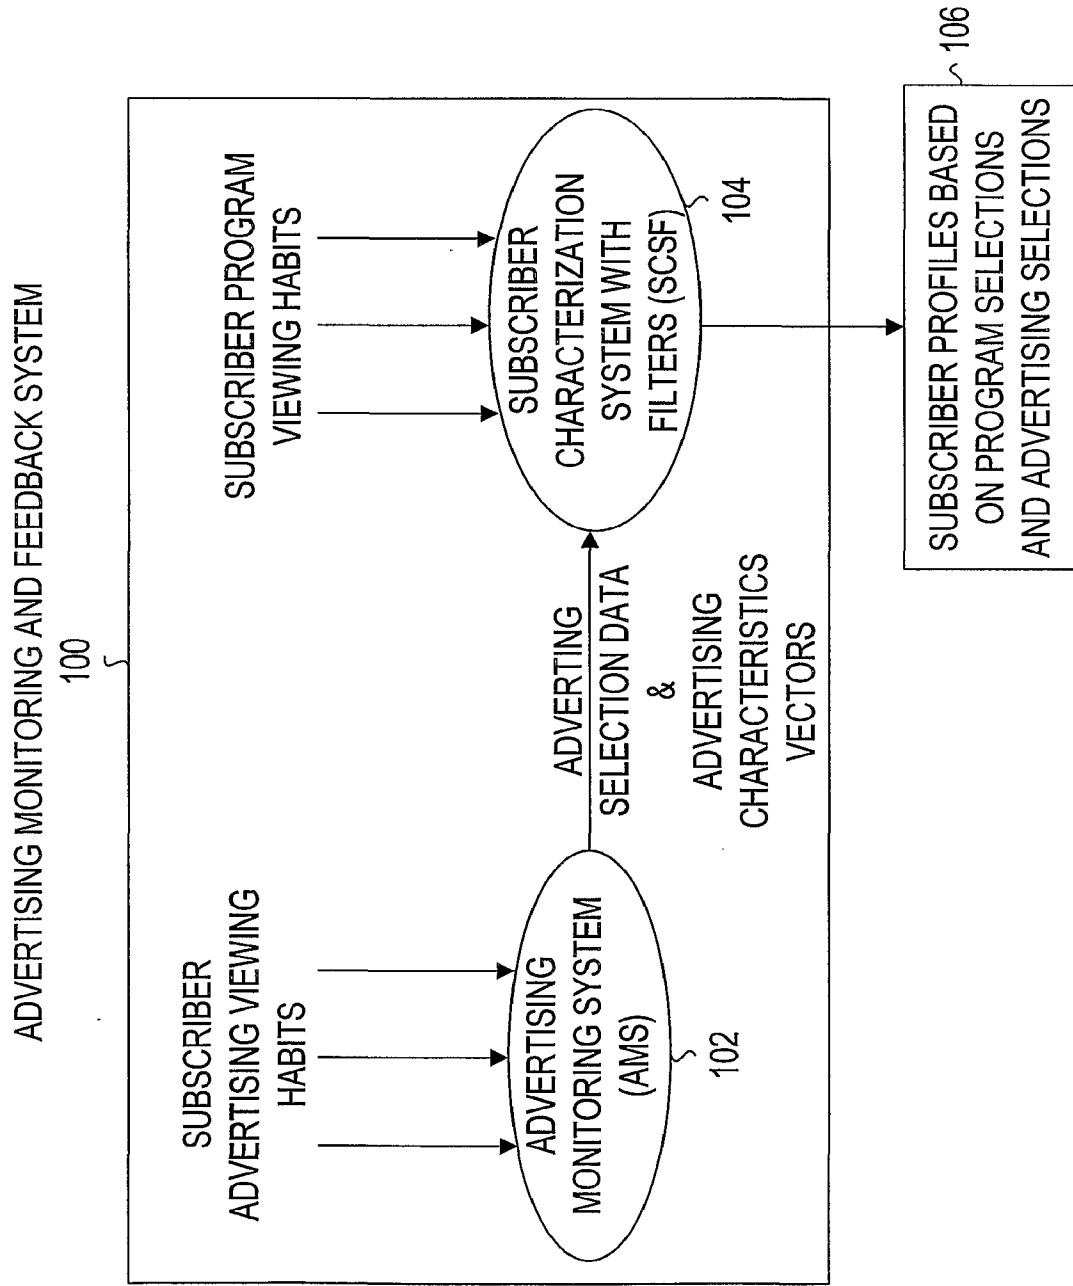 ADVERTISING MONITORING AND FEEDBACK SYSTEM
100
SUBSCRIBER
ADVERTISING VIEWING
HABITS
SUBSCRIBER PROGRAM
VIEWING HABITS
ADVERTISING
MONITORING SYSTEM
(AMS)
102
ADVERTING
SELECTION DATA
&
ADVERTISING
CHARACTERISTICS
VECTORS
SUBSCRIBER
CHARACTERIZATION
SYSTEM WITH
FILTERS (SCSF)
104
SUBSCRIBER PROFILES BASED
ON PROGRAM SELECTIONS
AND ADVERTISING SELECTIONS
106